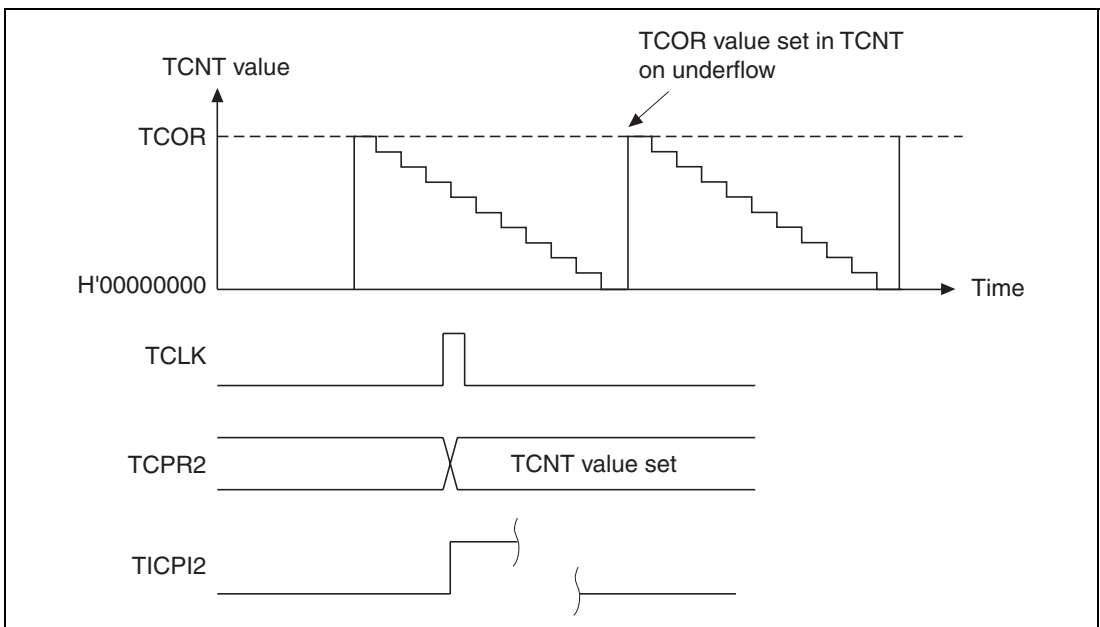 TCOR value set in TCNT
on underflow
TCNT value
TCOR
H'00000000
Time
TCLK
TCPR2
TCNT value set
TICPI2